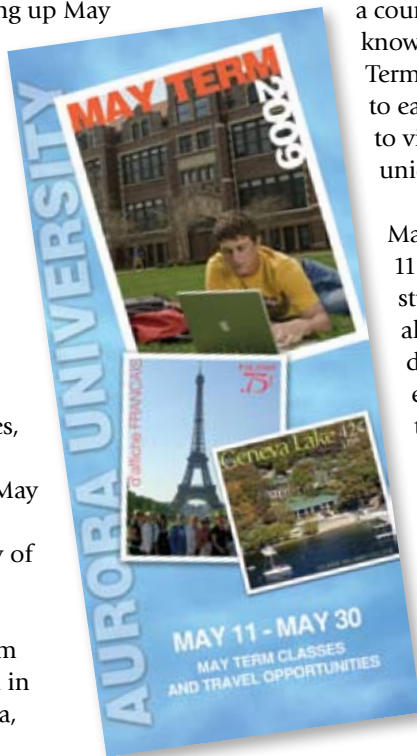 ng up May
es,
May
y of
m
in
a,
AURORA UNIVERSITY
MAY TERM
2009
d'affiche FRANCAIS
.75
Geneva Lake 42¢
MAY 11 - MAY 30
MAY TERM CLASSES
AND TRAVEL OPPORTUNITIES
a cour
know
Term
to ea
to vi
uni
Ma
11
st
al
d
e
t